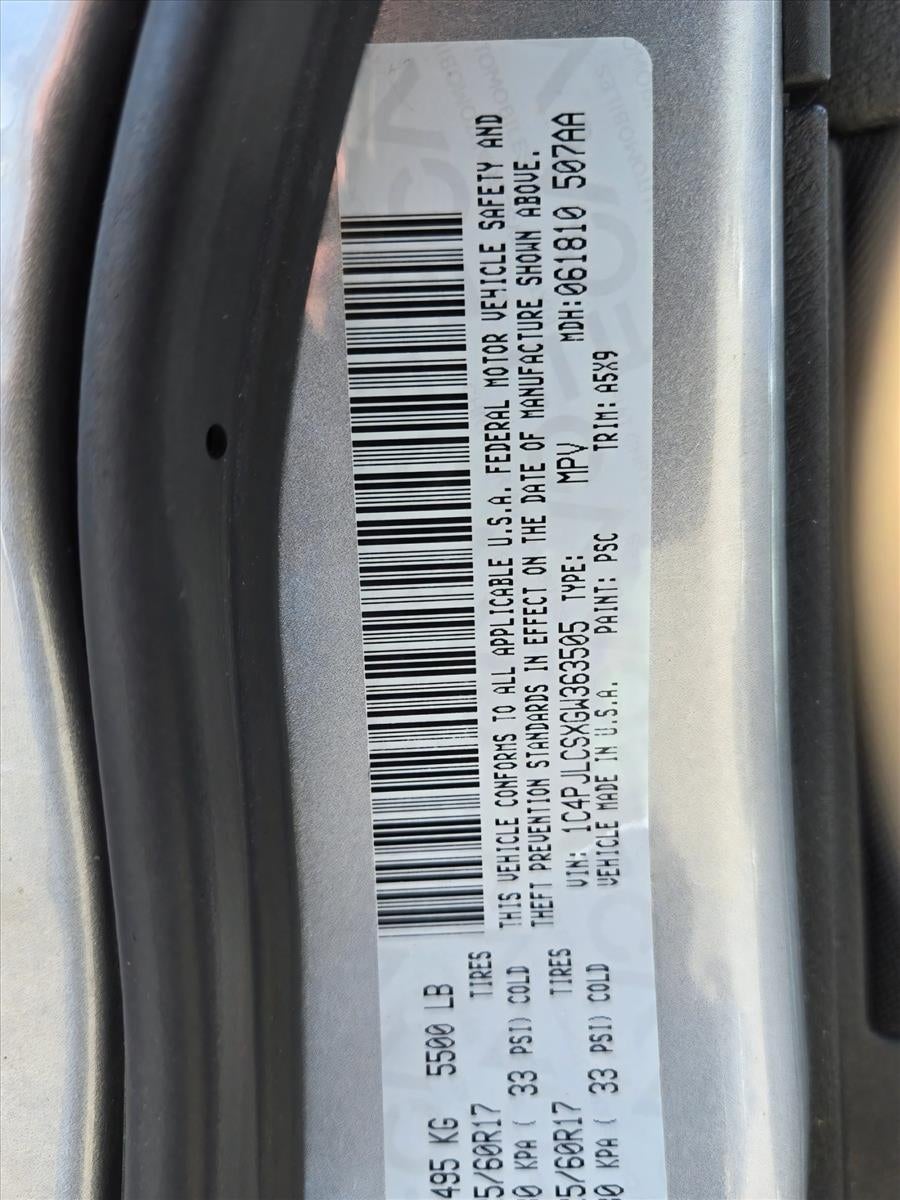 495 KG 5500 LB
5/60R17 TIRES
0 KPA ( 33 PSI) COLD
5/60R17 TIRES
30 KPA ( 33 PSI) COLD
THIS VEHICLE CONFORMS TO ALL APPLICABLE U.S.A. FEDERAL MOTOR VEHICLE SAFETY AND
THEFT PREVENTION STANDARDS IN EFFECT ON THE DATE OF MANUFACTURE SHOWN ABOVE.
VIN: 1C4PJLCSXGW363505 TYPE: MPV MDH:061810 507AA
VEHICLE MADE IN U.S.A. PAINT: PSC TRIM: A5X9